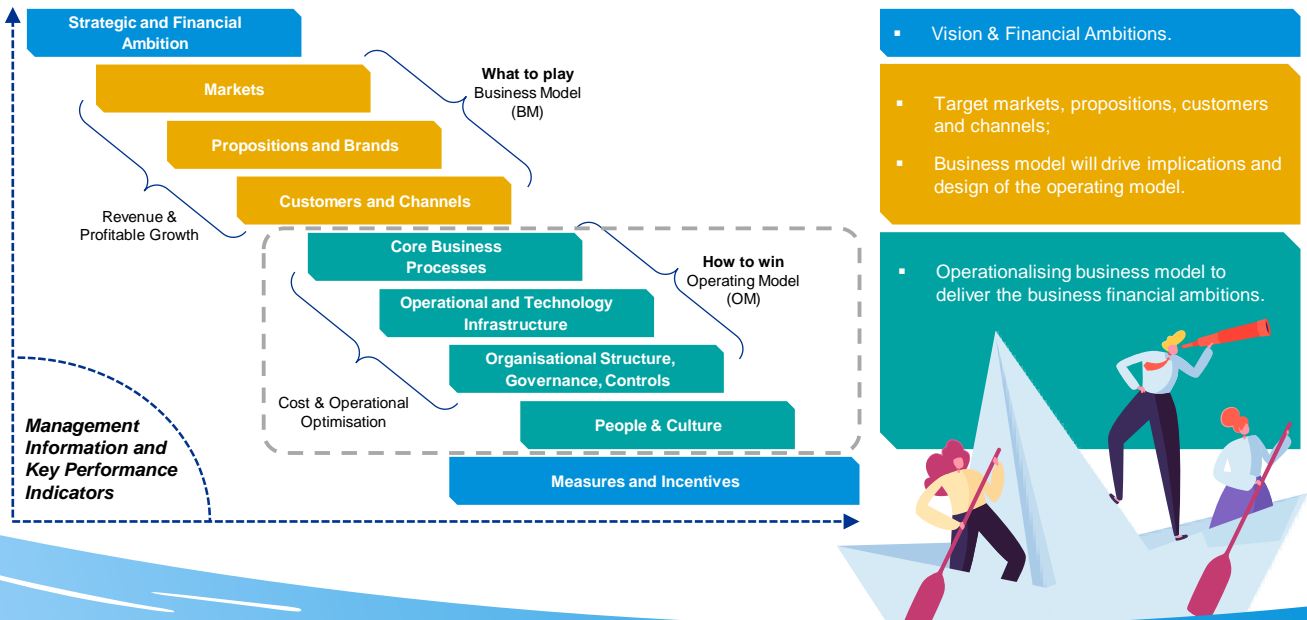 Strategic and Financial
Ambition
Markets
Propositions and Brands
Customers and Channels
What to play
Business Model
(BM)
Revenue &
Profitable Growth
Core Business
Processes
Operational and Technology
Infrastructure
Organisational Structure,
Governance, Controls
People & Culture
How to win
Operating Model
(OM)
Cost & Operational
Optimisation
Measures and Incentives
Management
Information and
Key Performance
Indicators
▪ Vision & Financial Ambitions.
▪ Target markets, propositions, customers
and channels;
▪ Business model will drive implications and
design of the operating model.
▪ Operationalising business model to
deliver the business financial ambitions.